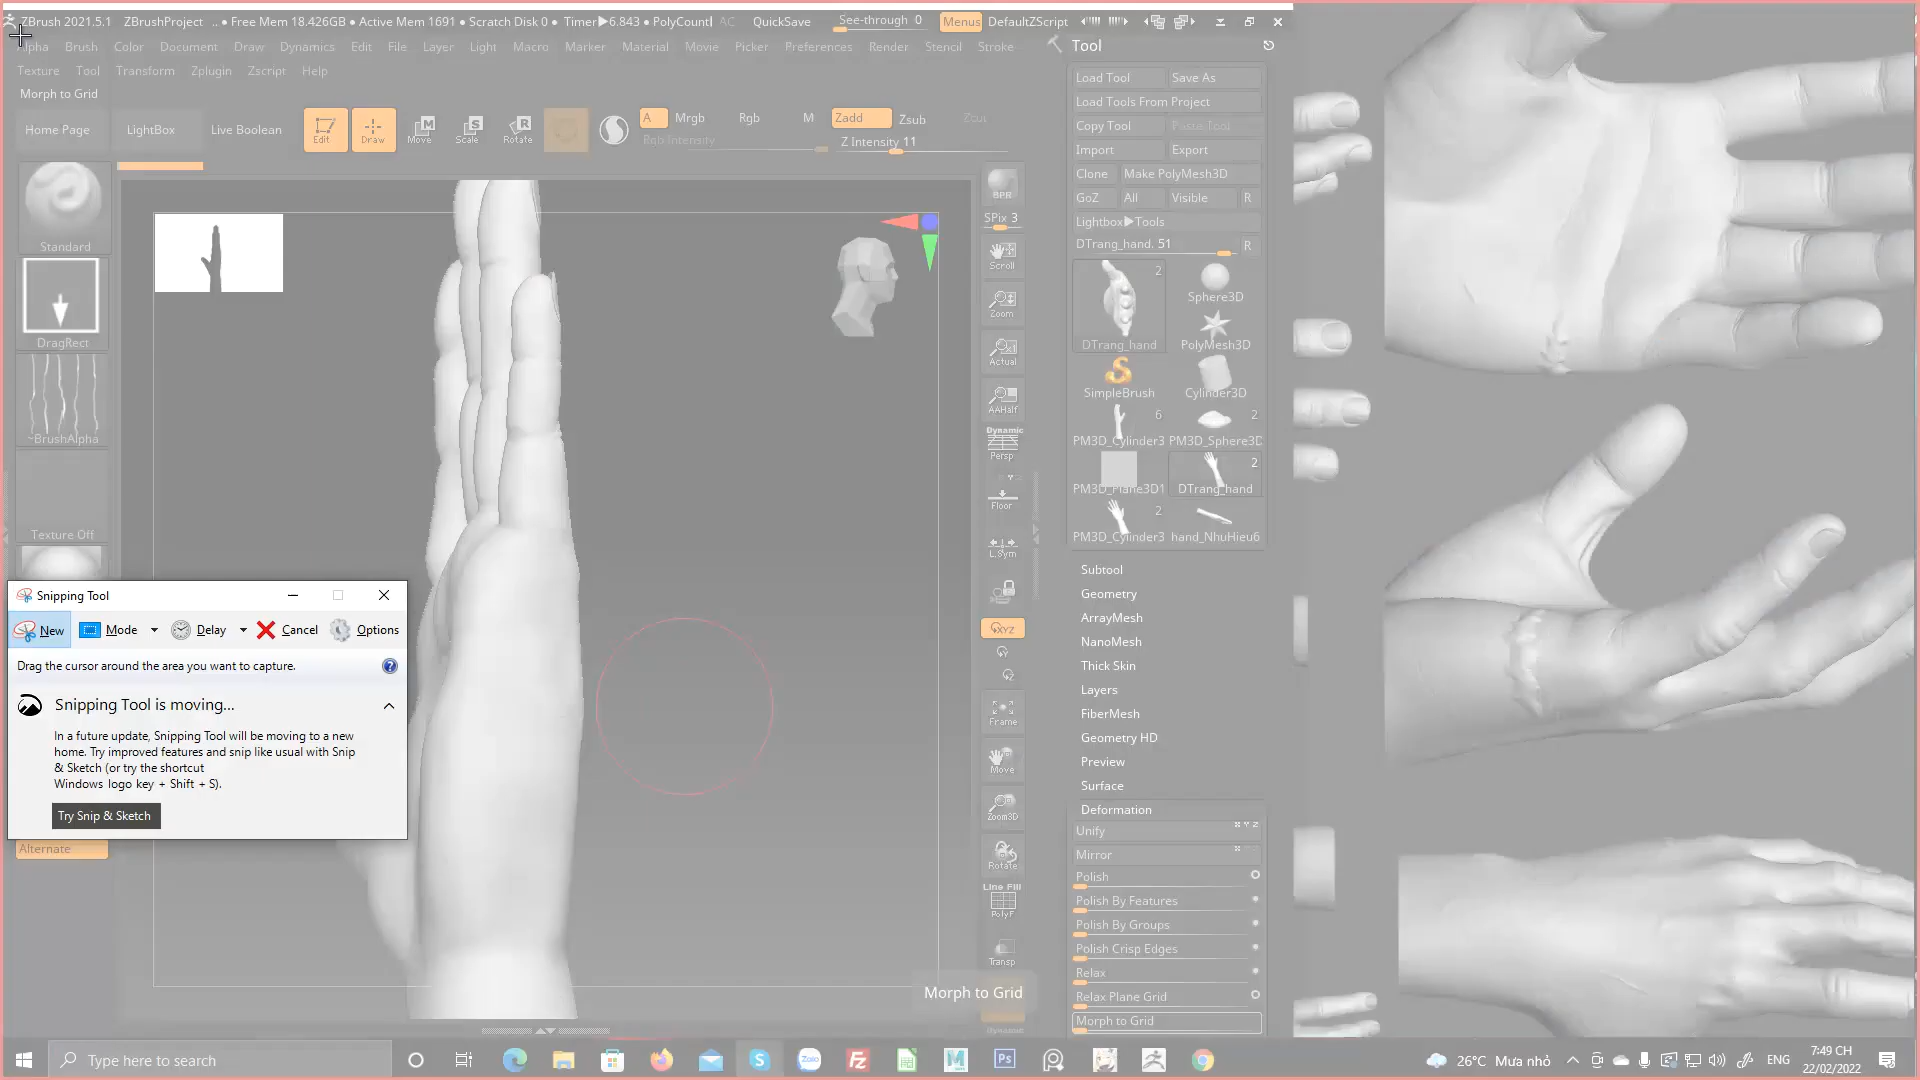 ZBrush 2021.5.1 ZBrushProject .. ● Free Mem 18.426GB ● Active Mem 1691 ● Scratch Disk 0 ● Timer▶6.843 ● PolyCount AC QuickSave See-through 0 Menus DefaultZScript
Alpha Brush Color Document Draw Dynamics Edit File Layer Light Macro Marker Material Movie Picker Preferences Render Stencil Stroke
Texture Tool Transform Zplugin Zscript Help
Morph to Grid
Home Page LightBox Live Boolean
Edit Draw Move Scale Rotate
M S R
A Mrgb Rgb M
Rgb Intensity
Zadd Zsub Zcut
Z Intensity 11
Standard
DragRect
~BrushAlpha
Texture Off
Alternate
BPR
SPix 3
Scroll
Zoom
Actual
AAHalf
Dynamic
Persp
Floor
L.Sym
XYZ
Frame
Move
Zoom3D
Rotate
Line Fill
PolyF
Transp
Morph to Grid
Dynamic
Tool
Load Tool Save As
Load Tools From Project
Copy Tool Paste Tool
Import Export
Clone Make PolyMesh3D
GoZ All Visible R
Lightbox▶Tools
DTrang_hand. 51 R
2
DTrang_hand
Sphere3D
PolyMesh3D
SimpleBrush Cylinder3D
6 2
PM3D_Cylinder3 PM3D_Sphere3D
2
PM3D_Plane3D1 DTrang_hand
2
PM3D_Cylinder3 hand_NhuHieu6
Subtool
Geometry
ArrayMesh
NanoMesh
Thick Skin
Layers
FiberMesh
Geometry HD
Preview
Surface
Deformation
Unify X Y Z
Mirror X
Polish
Polish By Features
Polish By Groups
Polish Crisp Edges
Relax
Relax Plane Grid
Morph to Grid
Snipping Tool
New Mode Delay Cancel Options
Drag the cursor around the area you want to capture.
Snipping Tool is moving...
In a future update, Snipping Tool will be moving to a new
home. Try improved features and snip like usual with Snip
& Sketch (or try the shortcut
Windows logo key + Shift + S).
Try Snip & Sketch
Type here to search
26°C Mưa nhỏ
ENG
7:49 CH
22/02/2022